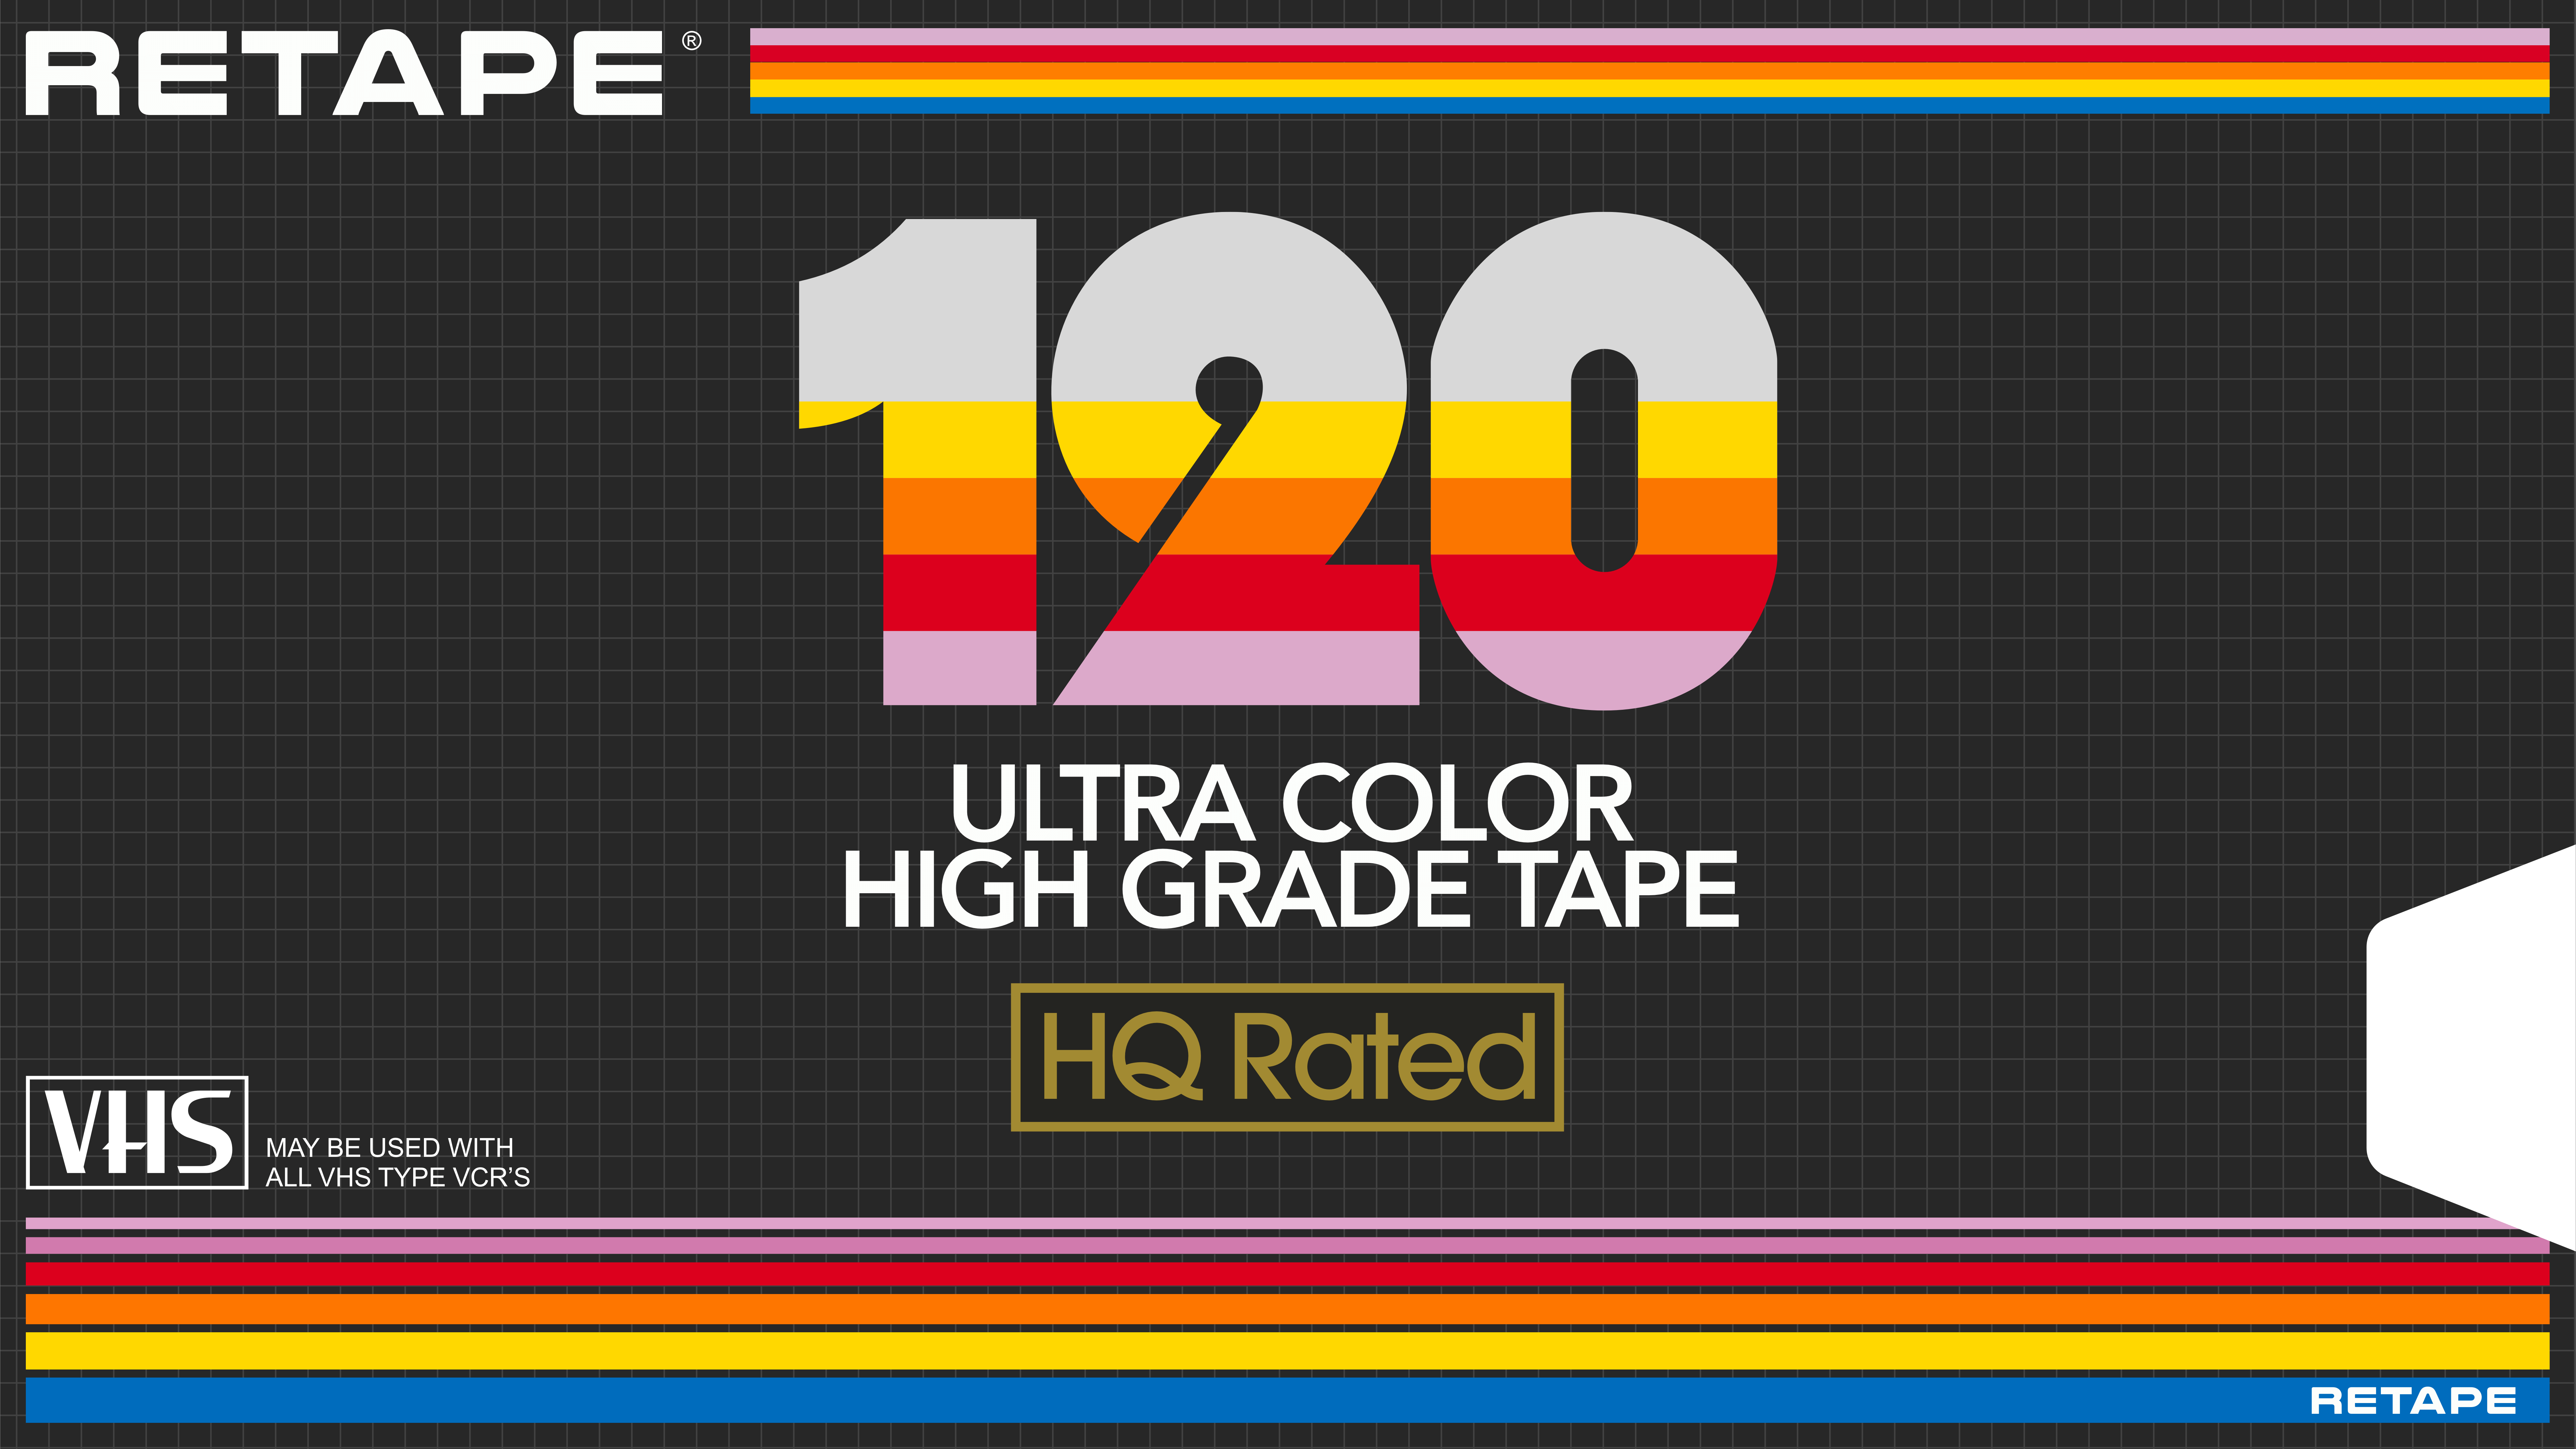 RETAPE ®
120
ULTRA COLOR
HIGH GRADE TAPE
HQ Rated
VHS
MAY BE USED WITH
ALL VHS TYPE VCR’S
RETAPE